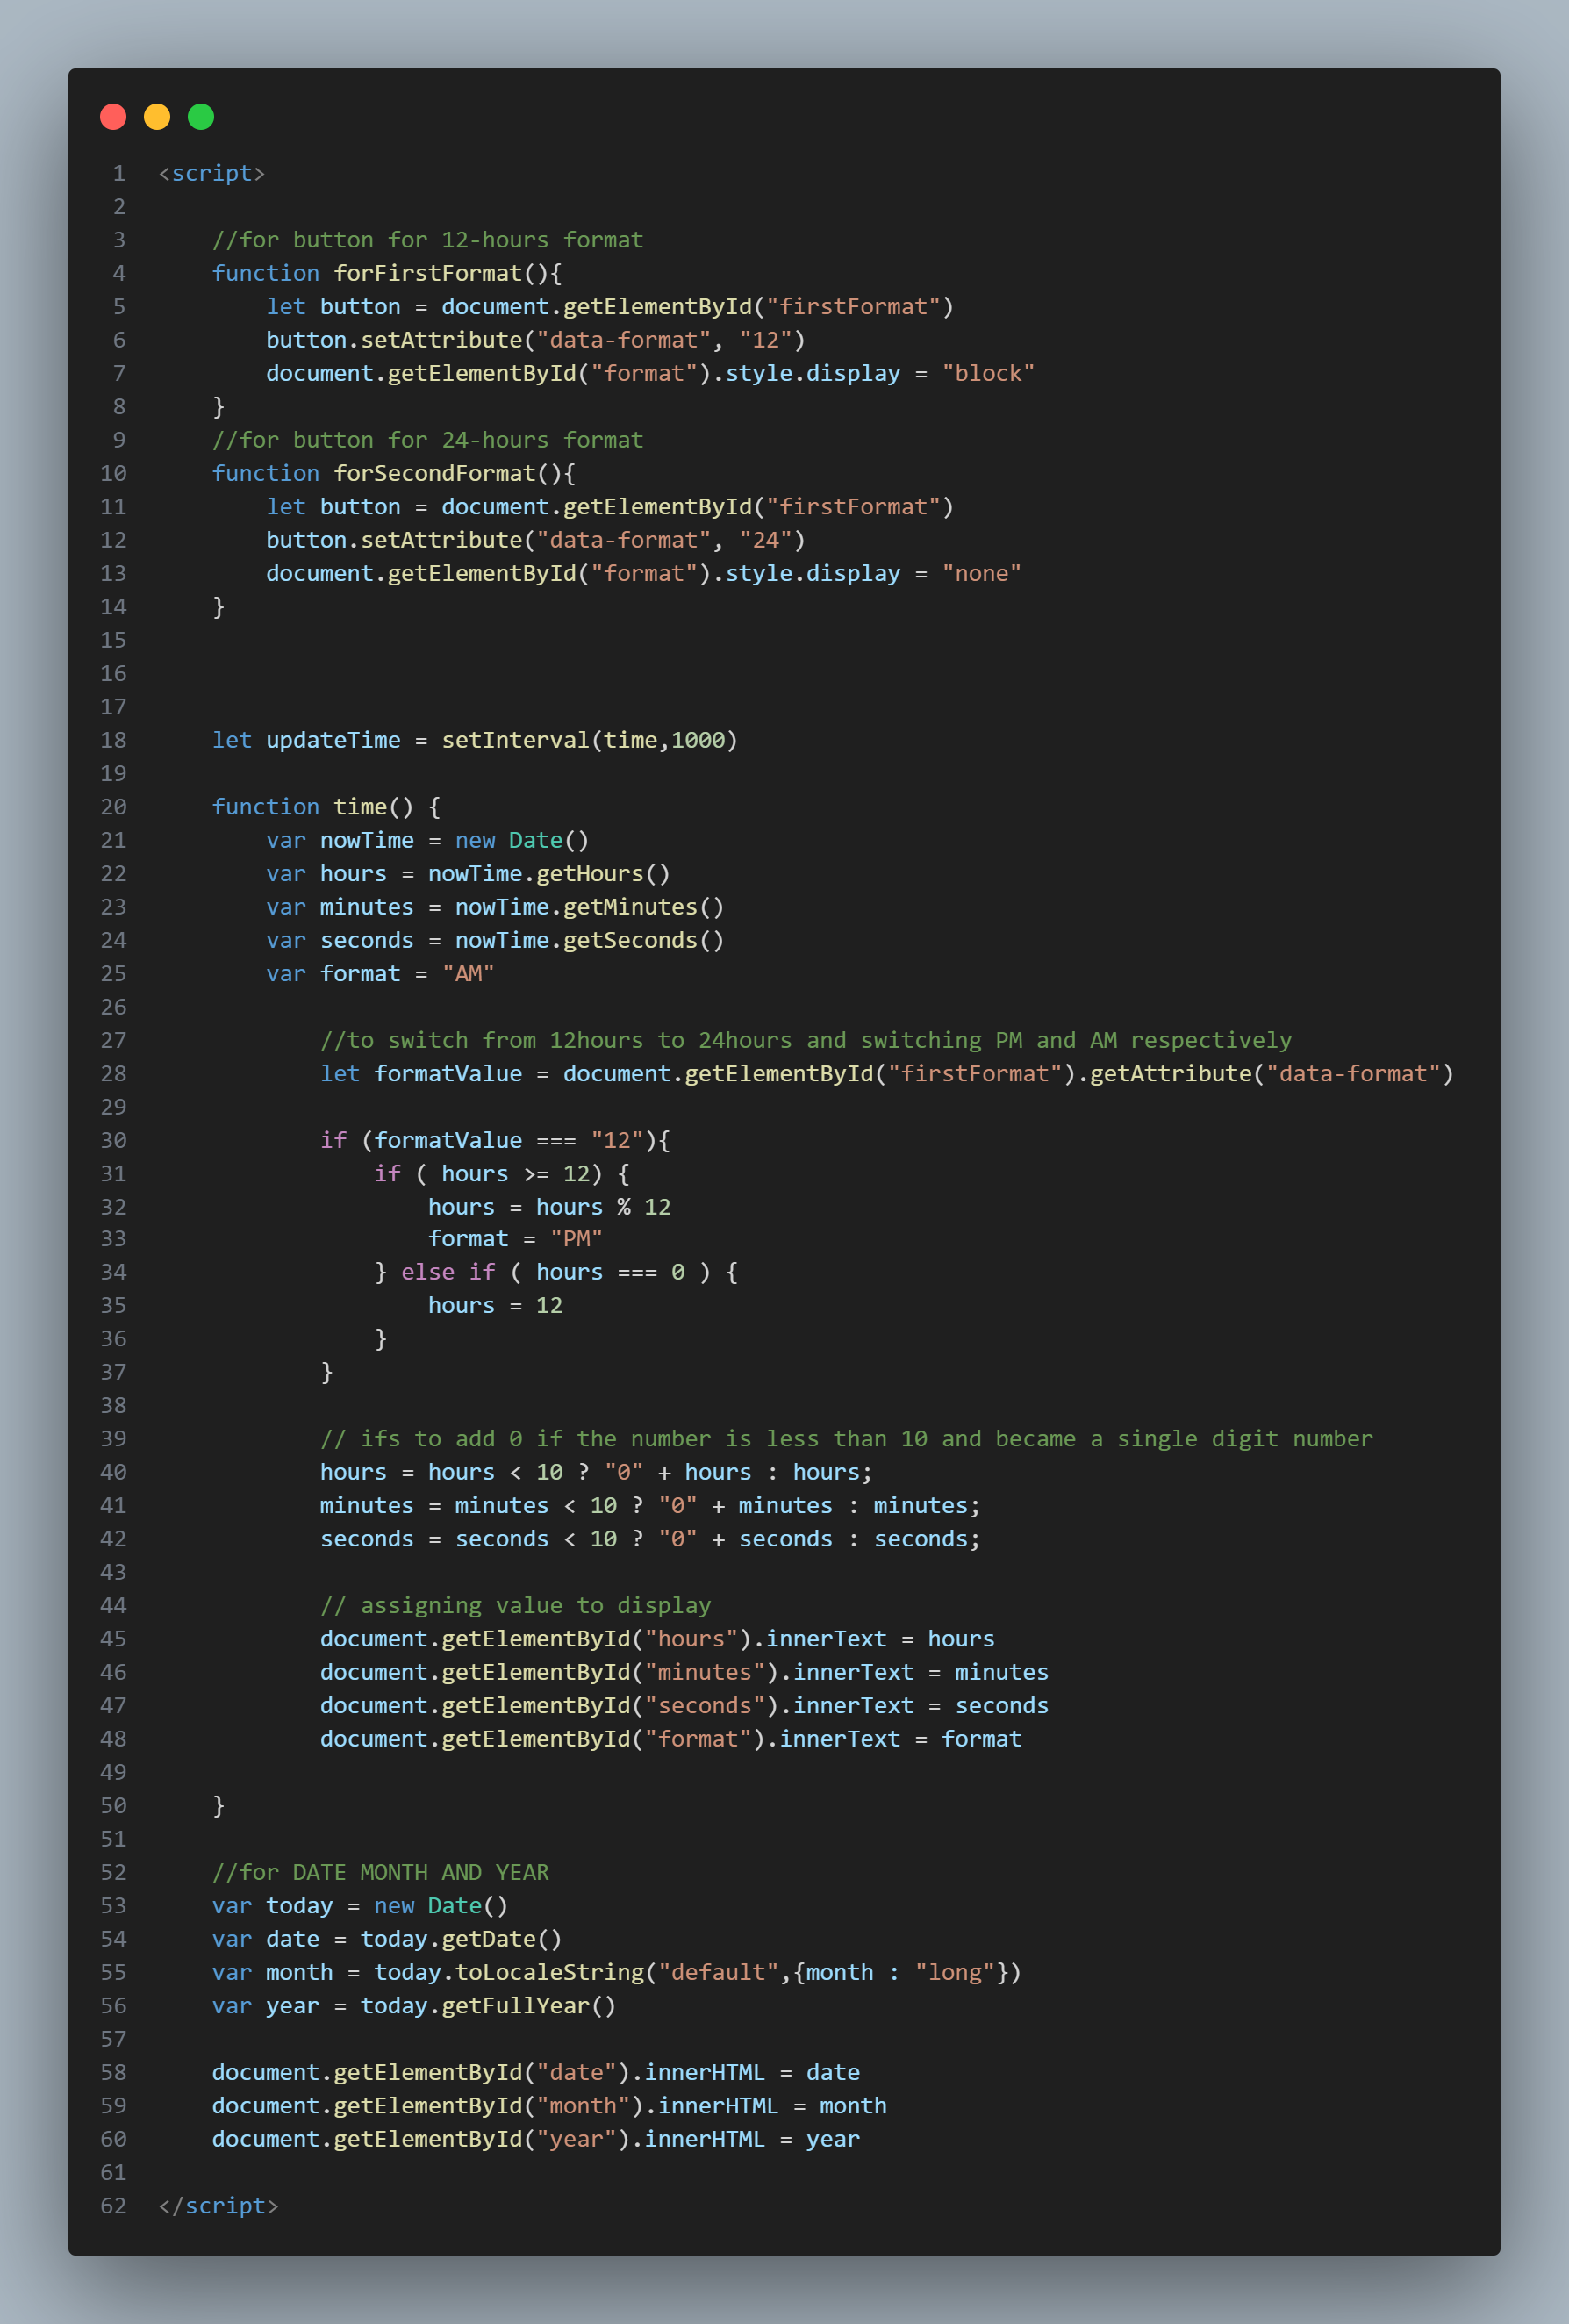 1 <script>
2
3 //for button for 12-hours format
4 function forFirstFormat(){
5 let button = document.getElementById("firstFormat")
6 button.setAttribute("data-format", "12")
7 document.getElementById("format").style.display = "block"
8 }
9 //for button for 24-hours format
10 function forSecondFormat(){
11 let button = document.getElementById("firstFormat")
12 button.setAttribute("data-format", "24")
13 document.getElementById("format").style.display = "none"
14 }
15
16
17
18 let updateTime = setInterval(time,1000)
19
20 function time() {
21 var nowTime = new Date()
22 var hours = nowTime.getHours()
23 var minutes = nowTime.getMinutes()
24 var seconds = nowTime.getSeconds()
25 var format = "AM"
26
27 //to switch from 12hours to 24hours and switching PM and AM respectively
28 let formatValue = document.getElementById("firstFormat").getAttribute("data-format")
29
30 if (formatValue === "12"){
31 if ( hours >= 12) {
32 hours = hours % 12
33 format = "PM"
34 } else if ( hours === 0 ) {
35 hours = 12
36 }
37 }
38
39 // ifs to add 0 if the number is less than 10 and became a single digit number
40 hours = hours < 10 ? "0" + hours : hours;
41 minutes = minutes < 10 ? "0" + minutes : minutes;
42 seconds = seconds < 10 ? "0" + seconds : seconds;
43
44 // assigning value to display
45 document.getElementById("hours").innerText = hours
46 document.getElementById("minutes").innerText = minutes
47 document.getElementById("seconds").innerText = seconds
48 document.getElementById("format").innerText = format
49
50 }
51
52 //for DATE MONTH AND YEAR
53 var today = new Date()
54 var date = today.getDate()
55 var month = today.toLocaleString("default",{month : "long"})
56 var year = today.getFullYear()
57
58 document.getElementById("date").innerHTML = date
59 document.getElementById("month").innerHTML = month
60 document.getElementById("year").innerHTML = year
61
62 </script>